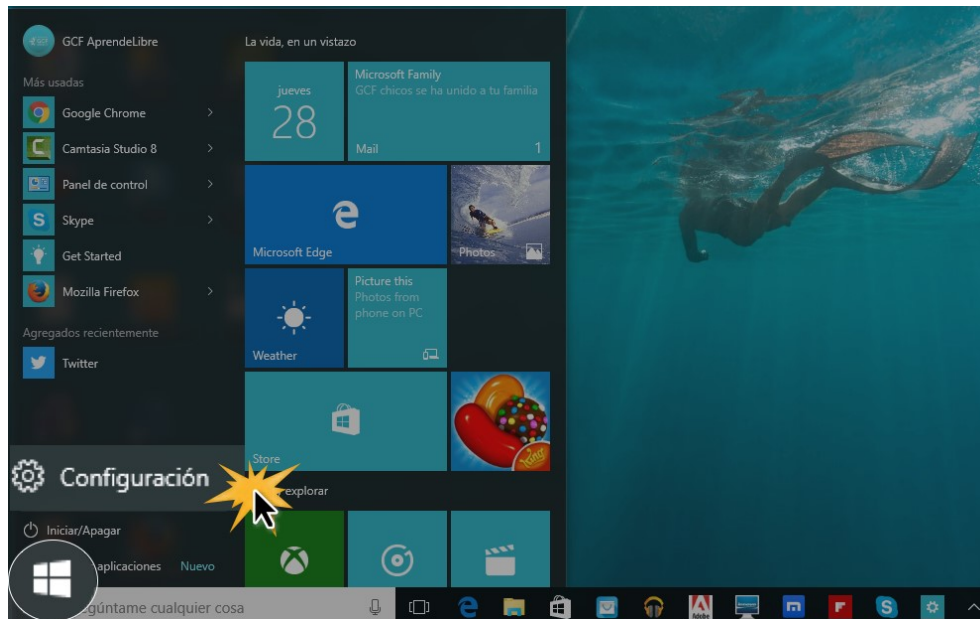 GCF AprendeLibre
Más usadas
Google Chrome
Camtasia Studio 8
Panel de control
Skype
Get Started
Mozilla Firefox
Agregados recientemente
Twitter
Configuración
Iniciar/Apagar
aplicaciones Nuevo
La vida, en un vistazo
jueves
28
Microsoft Family
GCF chicos se ha unido a tu familia
Mail 1
Microsoft Edge
Photos
Weather
Picture this
Photos from
phone on PC
Store
King
explorar
gúntame cualquier cosa
Adobe